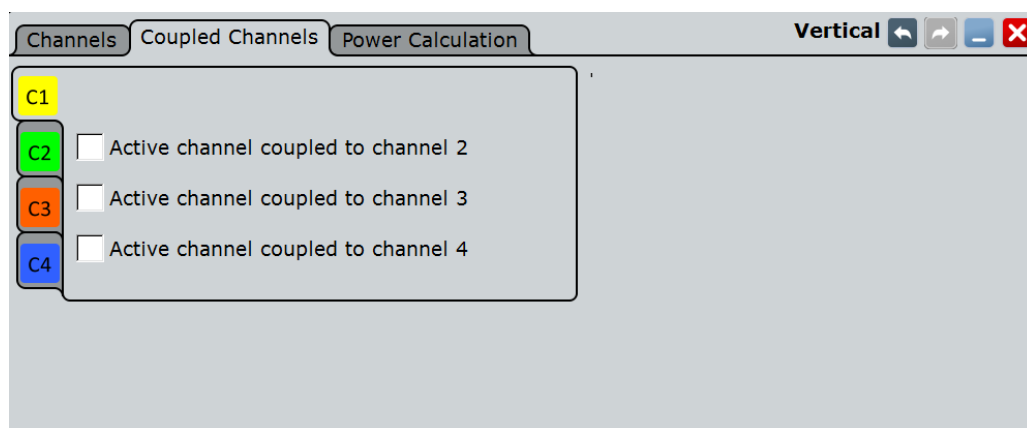 Channels Coupled Channels Power Calculation Vertical
C1
C2 Active channel coupled to channel 2
C3 Active channel coupled to channel 3
C4 Active channel coupled to channel 4